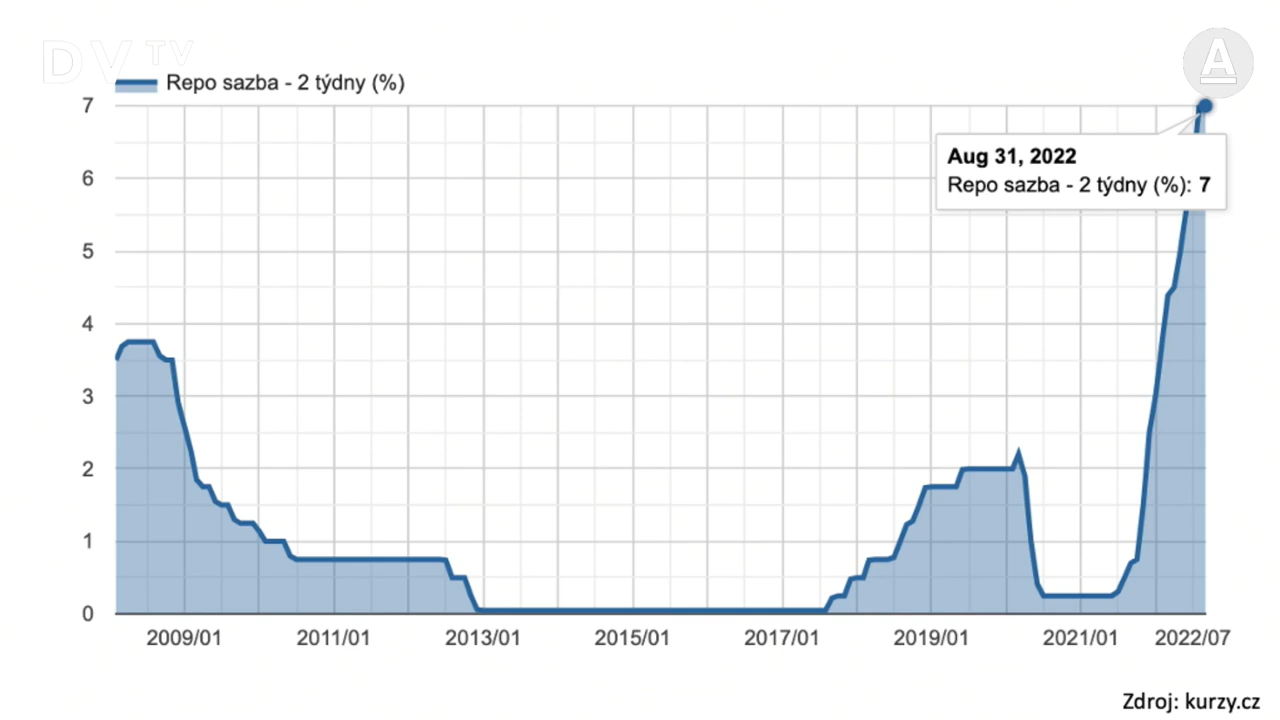 DVTV
A
Repo sazba - 2 týdny (%)
7
Aug 31, 2022
Repo sazba - 2 týdny (%): 7
6
5
4
3
2
1
0
2009/01 2011/01 2013/01 2015/01 2017/01 2019/01 2021/01 2022/07
Zdroj: kurzy.cz